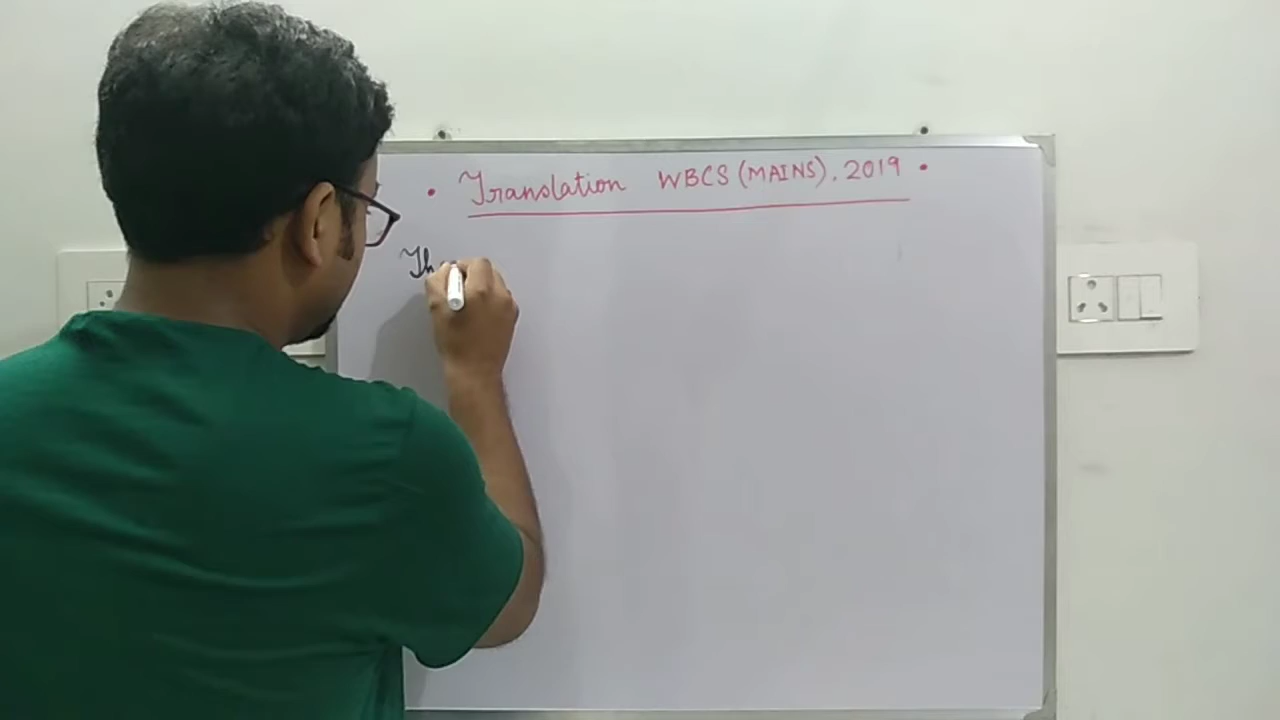 • Translation WBCS (MAINS). 2019 •
Th